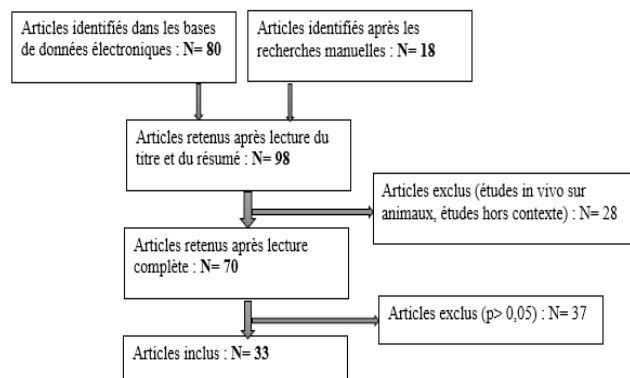 Articles identifiés dans les bases
de données électroniques : N= 80
Articles identifiés après les
recherches manuelles : N= 18
Articles retenus après lecture du
titre et du résumé : N= 98
Articles exclus (études in vivo sur
animaux, études hors contexte) : N= 28
Articles retenus après lecture
complète : N= 70
Articles exclus (p> 0,05) : N= 37
Articles inclus : N= 33